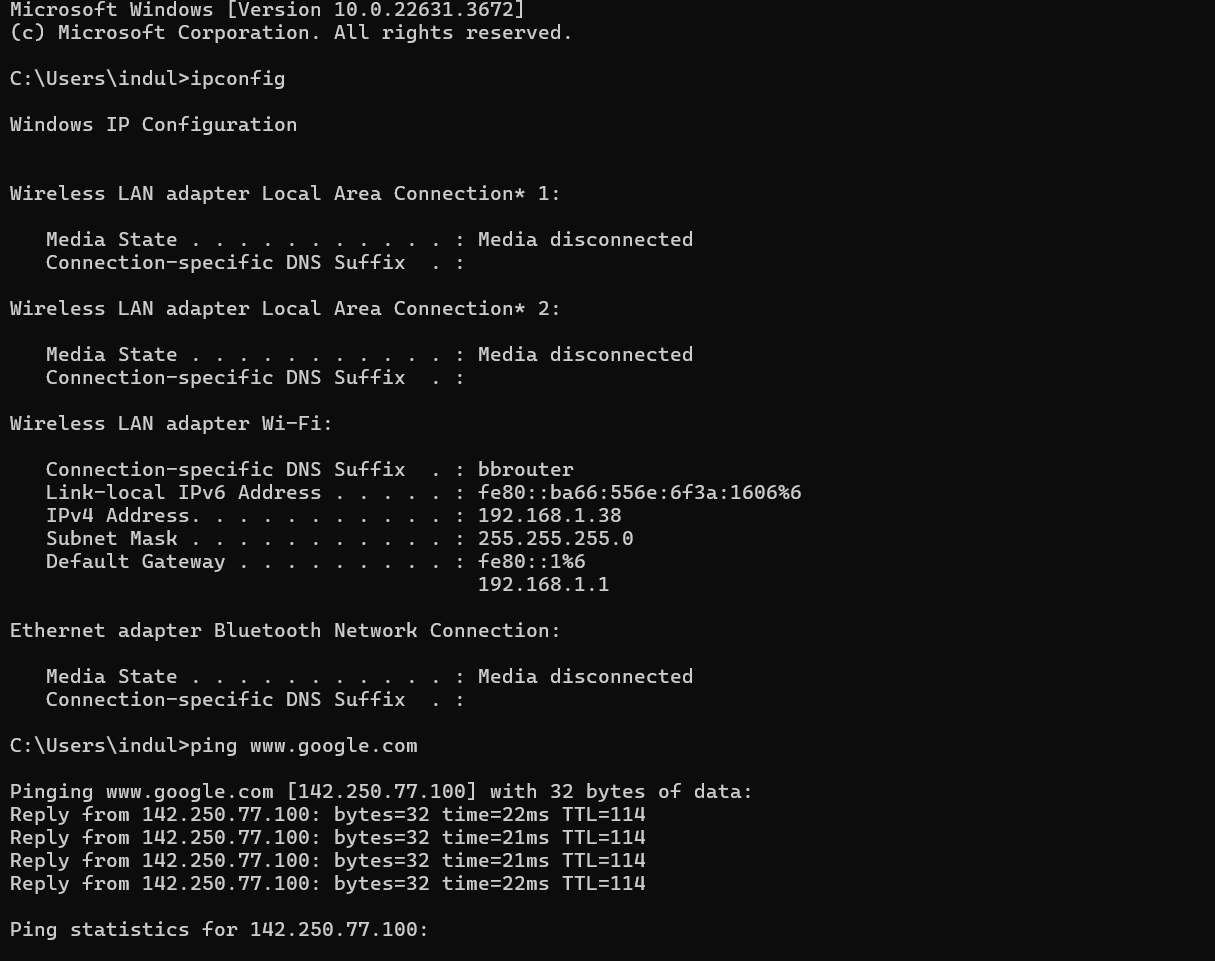 Microsoft Windows [Version 10.0.22631.3672]
(c) Microsoft Corporation. All rights reserved.
C:\Users\indul>ipconfig
Windows IP Configuration
Wireless LAN adapter Local Area Connection* 1:
   Media State . . . . . . . . . . . : Media disconnected
   Connection-specific DNS Suffix  . :
Wireless LAN adapter Local Area Connection* 2:
   Media State . . . . . . . . . . . : Media disconnected
   Connection-specific DNS Suffix  . :
Wireless LAN adapter Wi-Fi:
   Connection-specific DNS Suffix  . : bbrouter
   Link-local IPv6 Address . . . . . : fe80::ba66:556e:6f3a:1606%6
   IPv4 Address. . . . . . . . . . . : 192.168.1.38
   Subnet Mask . . . . . . . . . . . : 255.255.255.0
   Default Gateway . . . . . . . . . : fe80::1%6
                                       192.168.1.1
Ethernet adapter Bluetooth Network Connection:
   Media State . . . . . . . . . . . : Media disconnected
   Connection-specific DNS Suffix  . :
C:\Users\indul>ping www.google.com
Pinging www.google.com [142.250.77.100] with 32 bytes of data:
Reply from 142.250.77.100: bytes=32 time=22ms TTL=114
Reply from 142.250.77.100: bytes=32 time=21ms TTL=114
Reply from 142.250.77.100: bytes=32 time=21ms TTL=114
Reply from 142.250.77.100: bytes=32 time=22ms TTL=114
Ping statistics for 142.250.77.100: